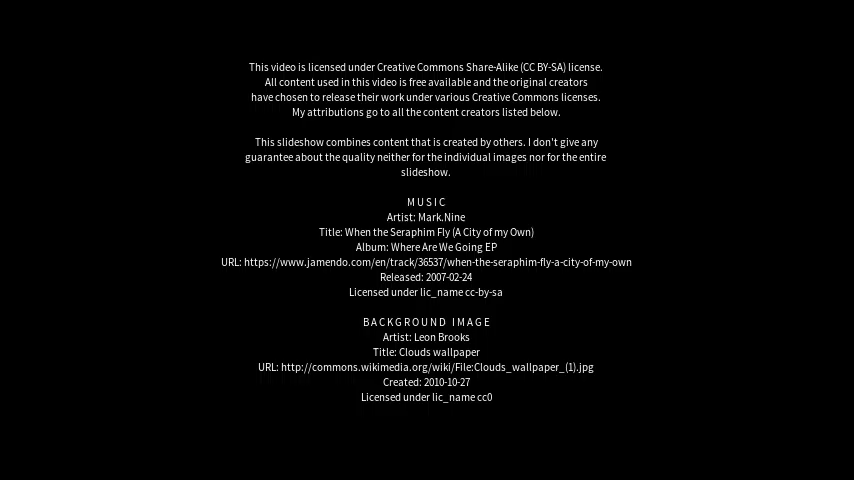 This video is licensed under Creative Commons Share-Alike (CC BY-SA) license.
All content used in this video is free available and the original creators
have chosen to release their work under various Creative Commons licenses.
My attributions go to all the content creators listed below.
This slideshow combines content that is created by others. I don't give any
guarantee about the quality neither for the individual images nor for the entire
slideshow.
MUSIC
Artist: Mark.Nine
Title: When the Seraphim Fly (A City of my Own)
Album: Where Are We Going EP
URL: https://www.jamendo.com/en/track/36537/when-the-seraphim-fly-a-city-of-my-own
Released: 2007-02-24
Licensed under lic_name cc-by-sa
BACKGROUND IMAGE
Artist: Leon Brooks
Title: Clouds wallpaper
URL: http://commons.wikimedia.org/wiki/File:Clouds_wallpaper_(1).jpg
Created: 2010-10-27
Licensed under lic_name cc0